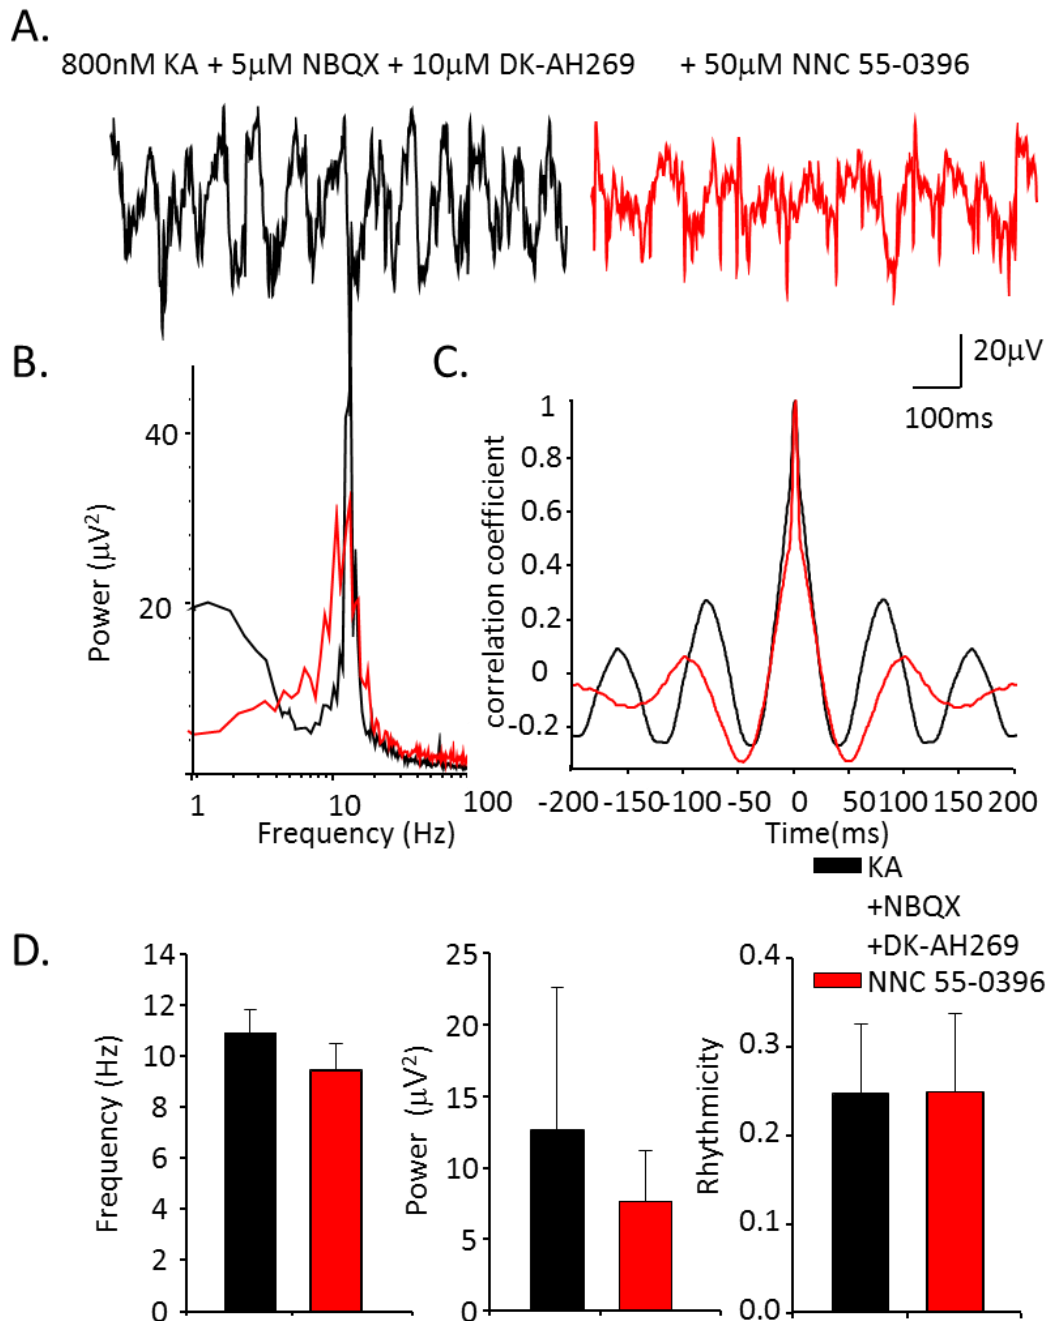 A.
800nM KA + 5µM NBQX + 10µM DK-AH269 + 50µM NNC 55-0396
20µV
100ms
B.
Power (µV²)
40
20
1 10 100
Frequency (Hz)
C.
correlation coefficient
1
0.8
0.6
0.4
0.2
0
-0.2
-200 -150 -100 -50 0 50 100 150 200
Time(ms)
KA
+NBQX
+DK-AH269
NNC 55-0396
D.
Frequency (Hz)
14
12
10
8
6
4
2
0
Power (µV²)
25
20
15
10
5
0
Rhythmicity
0.4
0.3
0.2
0.1
0.0